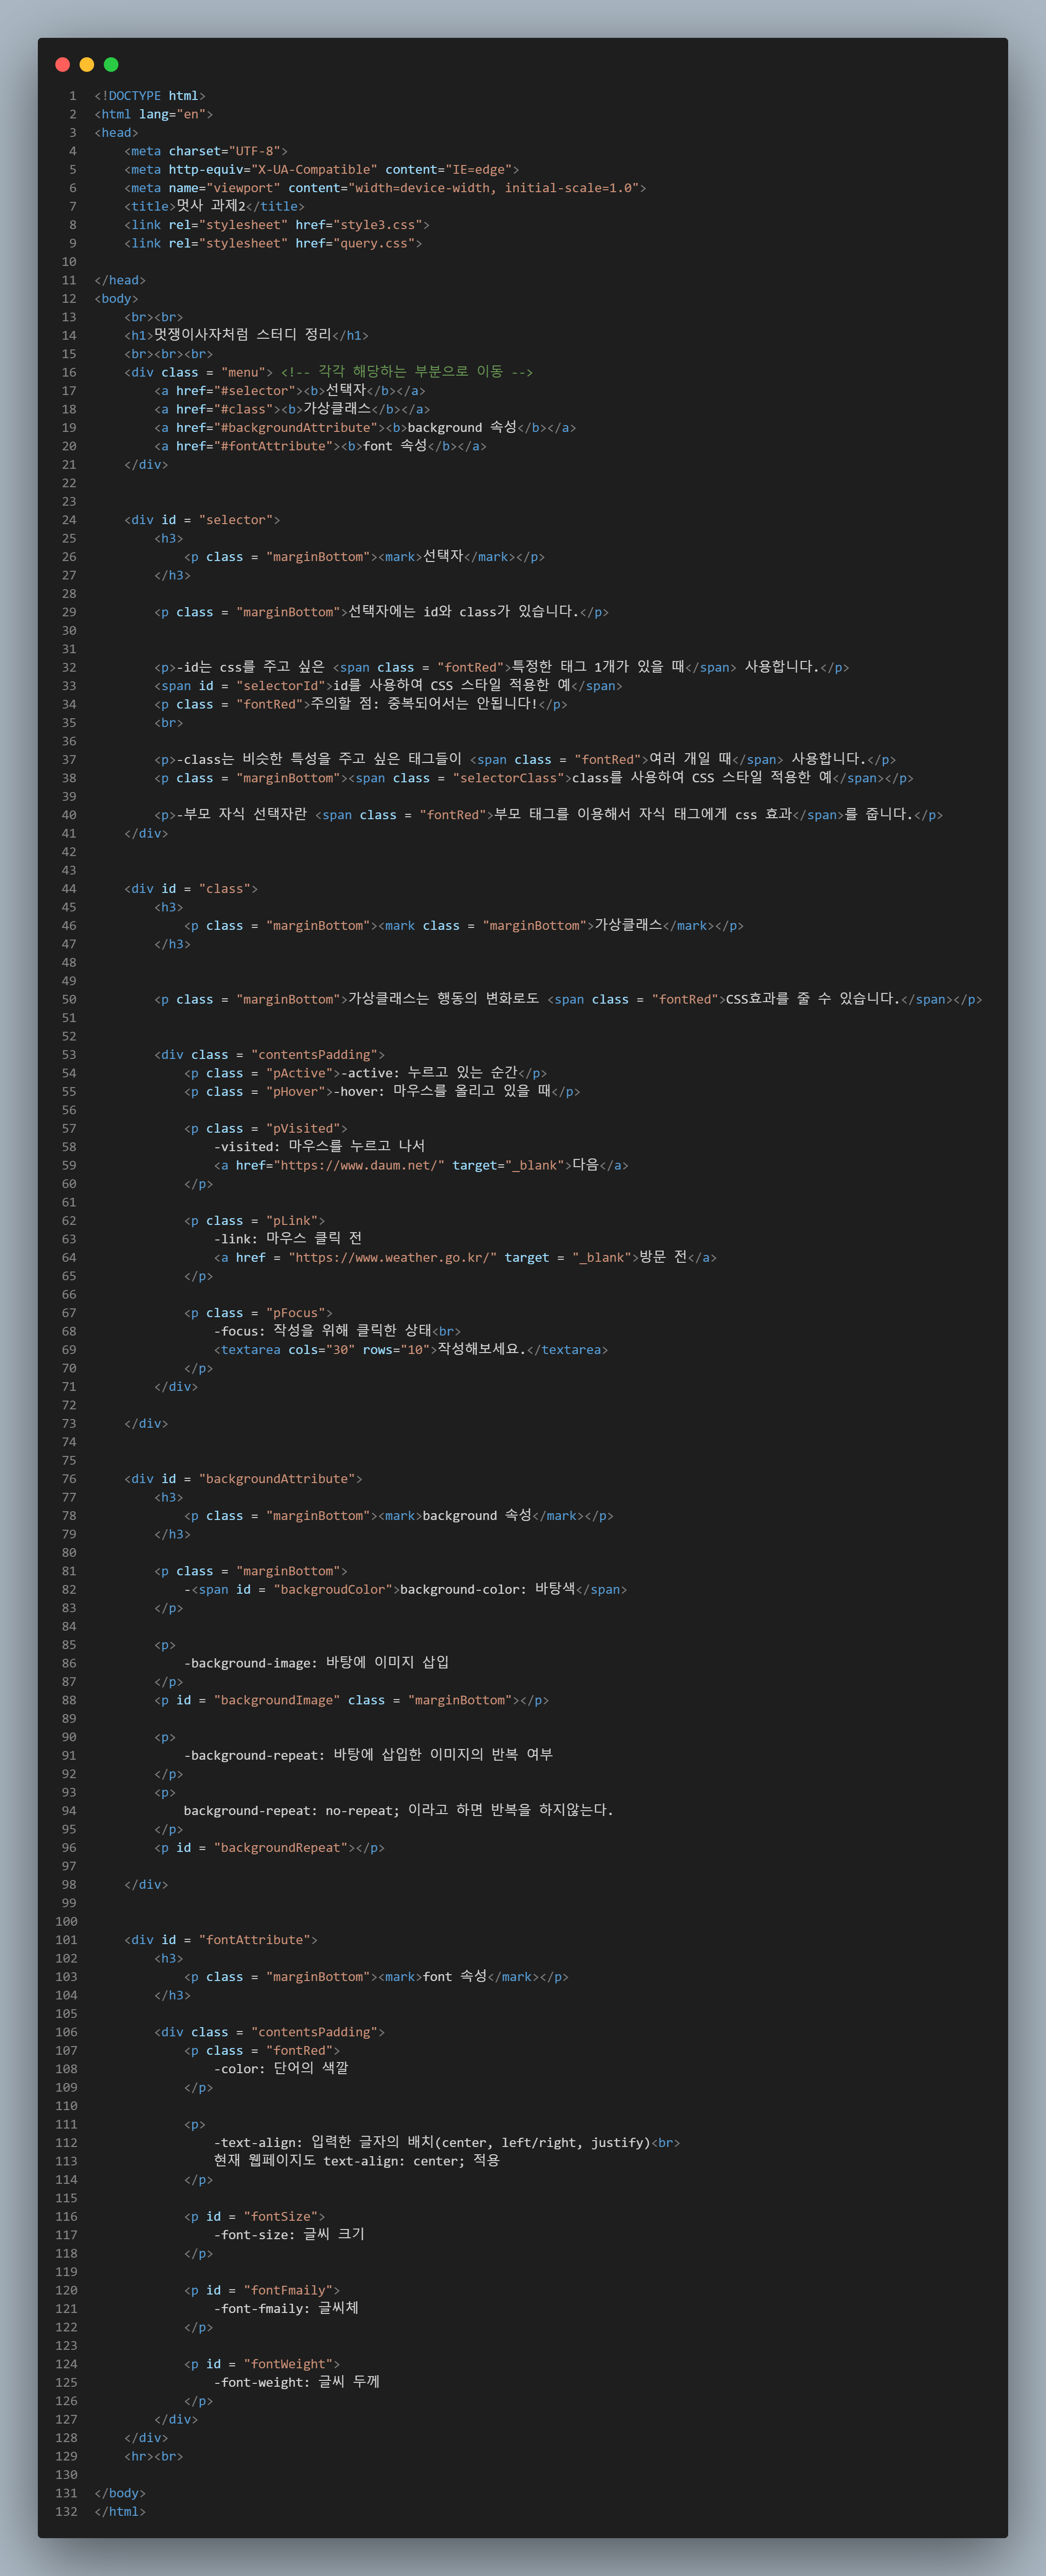 1 <!DOCTYPE html>
2 <html lang="en">
3 <head>
4     <meta charset="UTF-8">
5     <meta http-equiv="X-UA-Compatible" content="IE=edge">
6     <meta name="viewport" content="width=device-width, initial-scale=1.0">
7     <title>멋사 과제2</title>
8     <link rel="stylesheet" href="style3.css">
9     <link rel="stylesheet" href="query.css">
10
11 </head>
12 <body>
13     <br><br>
14     <h1>멋쟁이사자처럼 스터디 정리</h1>
15     <br><br><br>
16     <div class = "menu"> <!-- 각각 해당하는 부분으로 이동 -->
17         <a href="#selector"><b>선택자</b></a>
18         <a href="#class"><b>가상클래스</b></a>
19         <a href="#backgroundAttribute"><b>background 속성</b></a>
20         <a href="#fontAttribute"><b>font 속성</b></a>
21     </div>
22
23
24     <div id = "selector">
25         <h3>
26             <p class = "marginBottom"><mark>선택자</mark></p>
27         </h3>
28
29         <p class = "marginBottom">선택자에는 id와 class가 있습니다.</p>
30
31
32         <p>-id는 css를 주고 싶은 <span class = "fontRed">특정한 태그 1개가 있을 때</span> 사용합니다.</p>
33         <span id = "selectorId">id를 사용하여 CSS 스타일 적용한 예</span>
34         <p class = "fontRed">주의할 점: 중복되어서는 안됩니다!</p>
35         <br>
36
37         <p>-class는 비슷한 특성을 주고 싶은 태그들이 <span class = "fontRed">여러 개일 때</span> 사용합니다.</p>
38         <p class = "marginBottom"><span class = "selectorClass">class를 사용하여 CSS 스타일 적용한 예</span></p>
39
40         <p>-부모 자식 선택자란 <span class = "fontRed">부모 태그를 이용해서 자식 태그에게 css 효과</span>를 줍니다.</p>
41     </div>
42
43
44     <div id = "class">
45         <h3>
46             <p class = "marginBottom"><mark class = "marginBottom">가상클래스</mark></p>
47         </h3>
48
49
50         <p class = "marginBottom">가상클래스는 행동의 변화로도 <span class = "fontRed">CSS효과를 줄 수 있습니다.</span></p>
51
52
53         <div class = "contentsPadding">
54             <p class = "pActive">-active: 누르고 있는 순간</p>
55             <p class = "pHover">-hover: 마우스를 올리고 있을 때</p>
56
57             <p class = "pVisited">
58                 -visited: 마우스를 누르고 나서
59                 <a href="https://www.daum.net/" target="_blank">다음</a>
60             </p>
61
62             <p class = "pLink">
63                 -link: 마우스 클릭 전
64                 <a href = "https://www.weather.go.kr/" target = "_blank">방문 전</a>
65             </p>
66
67             <p class = "pFocus">
68                 -focus: 작성을 위해 클릭한 상태<br>
69                 <textarea cols="30" rows="10">작성해보세요.</textarea>
70             </p>
71         </div>
72
73     </div>
74
75
76     <div id = "backgroundAttribute">
77         <h3>
78             <p class = "marginBottom"><mark>background 속성</mark></p>
79         </h3>
80
81         <p class = "marginBottom">
82             -<span id = "backgroudColor">background-color: 바탕색</span>
83         </p>
84
85         <p>
86             -background-image: 바탕에 이미지 삽입
87         </p>
88         <p id = "backgroundImage" class = "marginBottom"></p>
89
90         <p>
91             -background-repeat: 바탕에 삽입한 이미지의 반복 여부
92         </p>
93         <p>
94             background-repeat: no-repeat; 이라고 하면 반복을 하지않는다.
95         </p>
96         <p id = "backgroundRepeat"></p>
97
98     </div>
99
100
101     <div id = "fontAttribute">
102         <h3>
103             <p class = "marginBottom"><mark>font 속성</mark></p>
104         </h3>
105
106         <div class = "contentsPadding">
107             <p class = "fontRed">
108                 -color: 단어의 색깔
109             </p>
110
111             <p>
112                 -text-align: 입력한 글자의 배치(center, left/right, justify)<br>
113                 현재 웹페이지도 text-align: center; 적용
114             </p>
115
116             <p id = "fontSize">
117                 -font-size: 글씨 크기
118             </p>
119
120             <p id = "fontFmaily">
121                 -font-fmaily: 글씨체
122             </p>
123
124             <p id = "fontWeight">
125                 -font-weight: 글씨 두께
126             </p>
127         </div>
128     </div>
129     <hr><br>
130
131 </body>
132 </html>